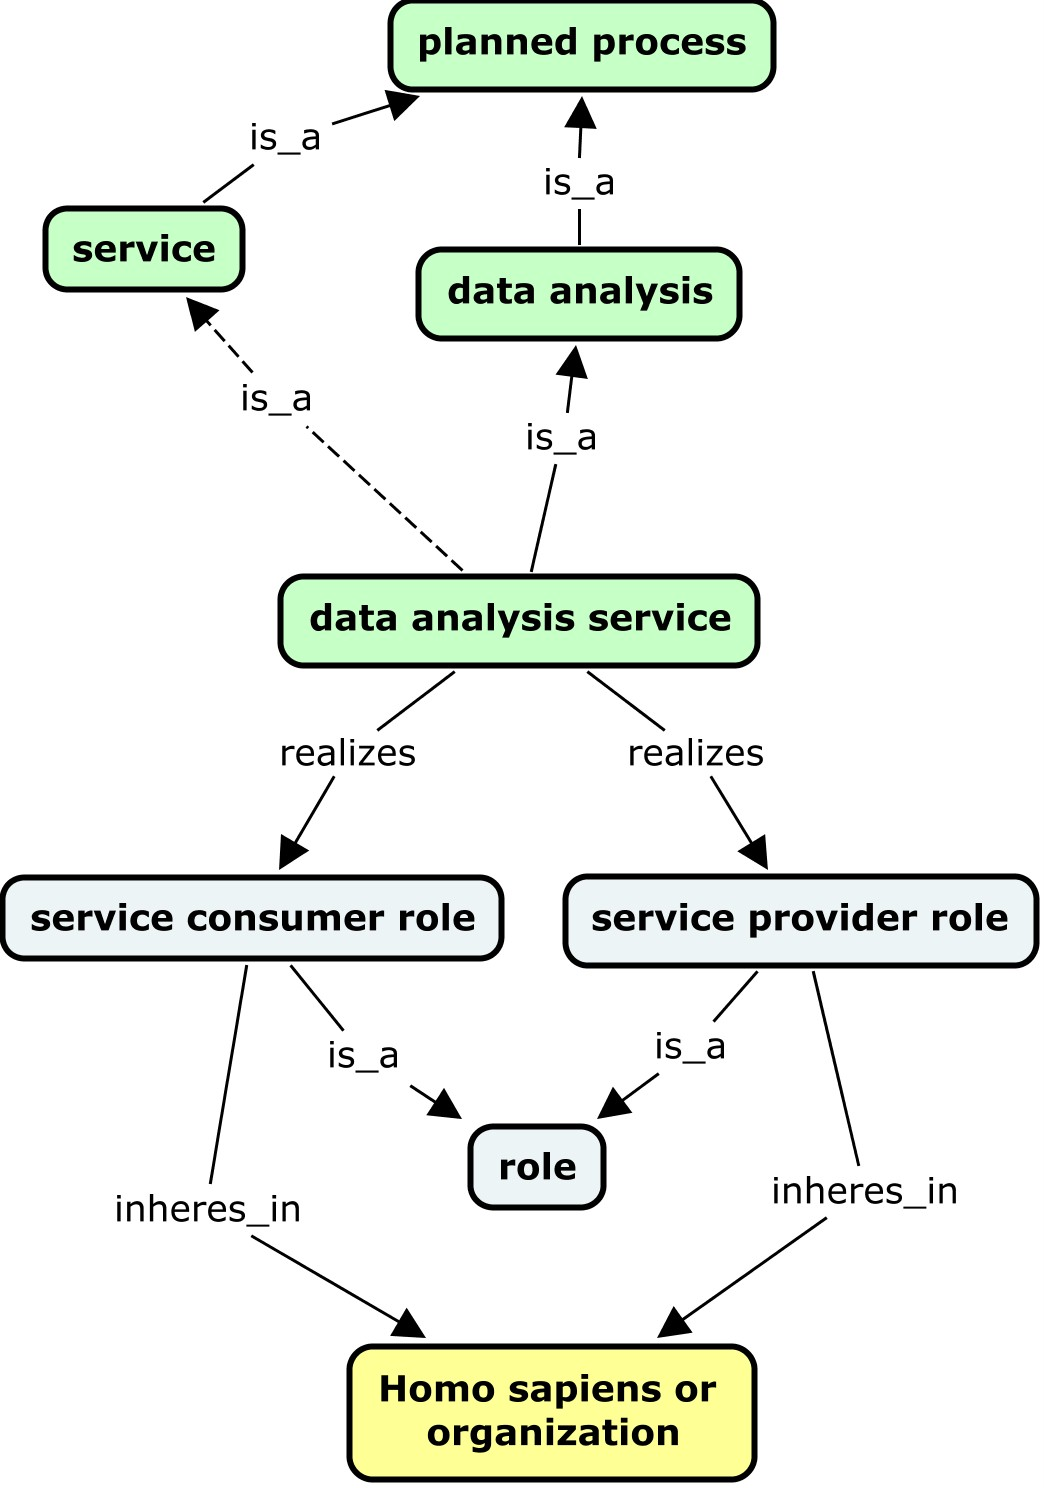 planned process
is_a
is_a
service
data analysis
is_a
is_a
data analysis service
realizes
realizes
service consumer role
service provider role
is_a
is_a
role
inheres_in
inheres_in
Homo sapiens or
organization